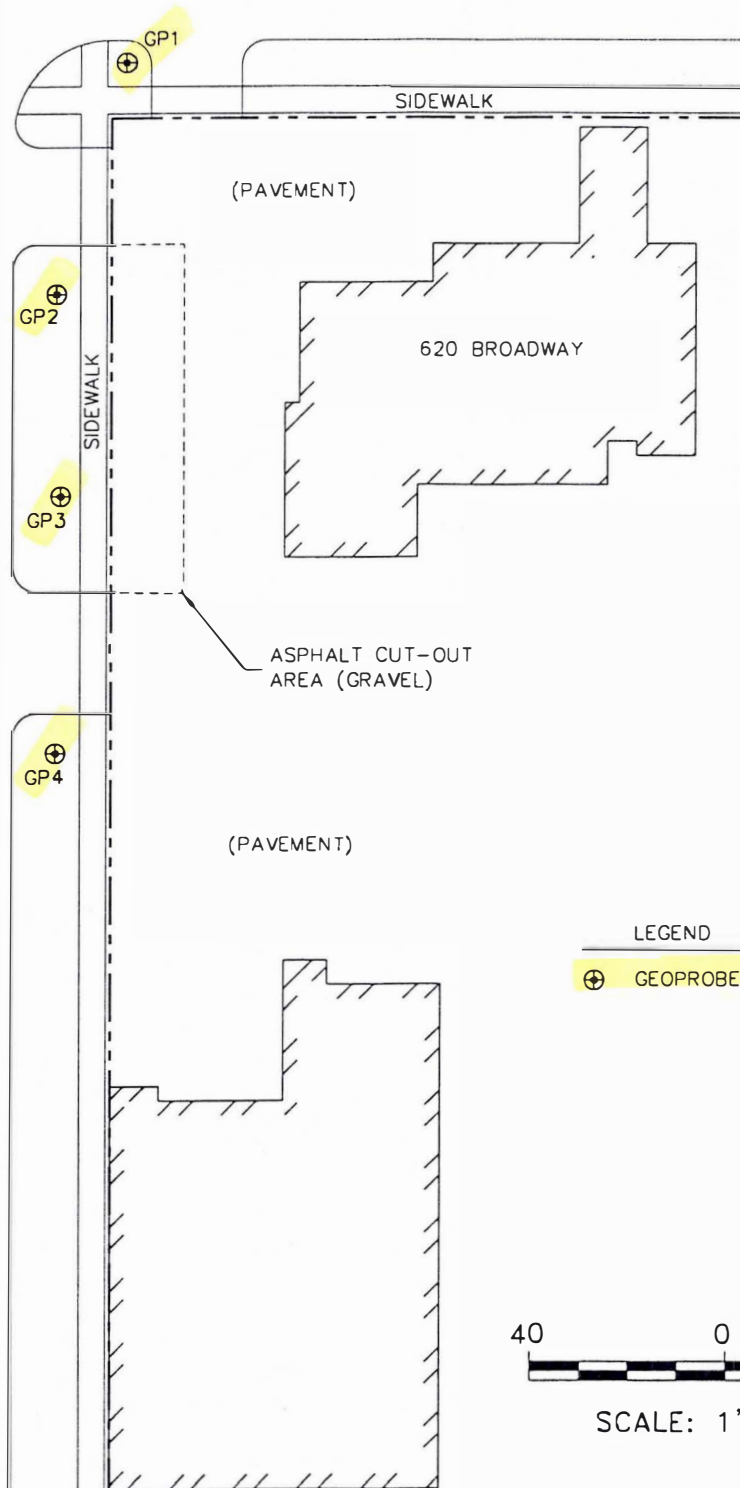 GP1
SIDEWALK
(PAVEMENT)
GP2
620 BROADWAY
SIDEWALK
GP3
ASPHALT CUT-OUT
AREA (GRAVEL)
GP4
(PAVEMENT)
LEGEND
GEOPROBE
40 0
SCALE: 1"